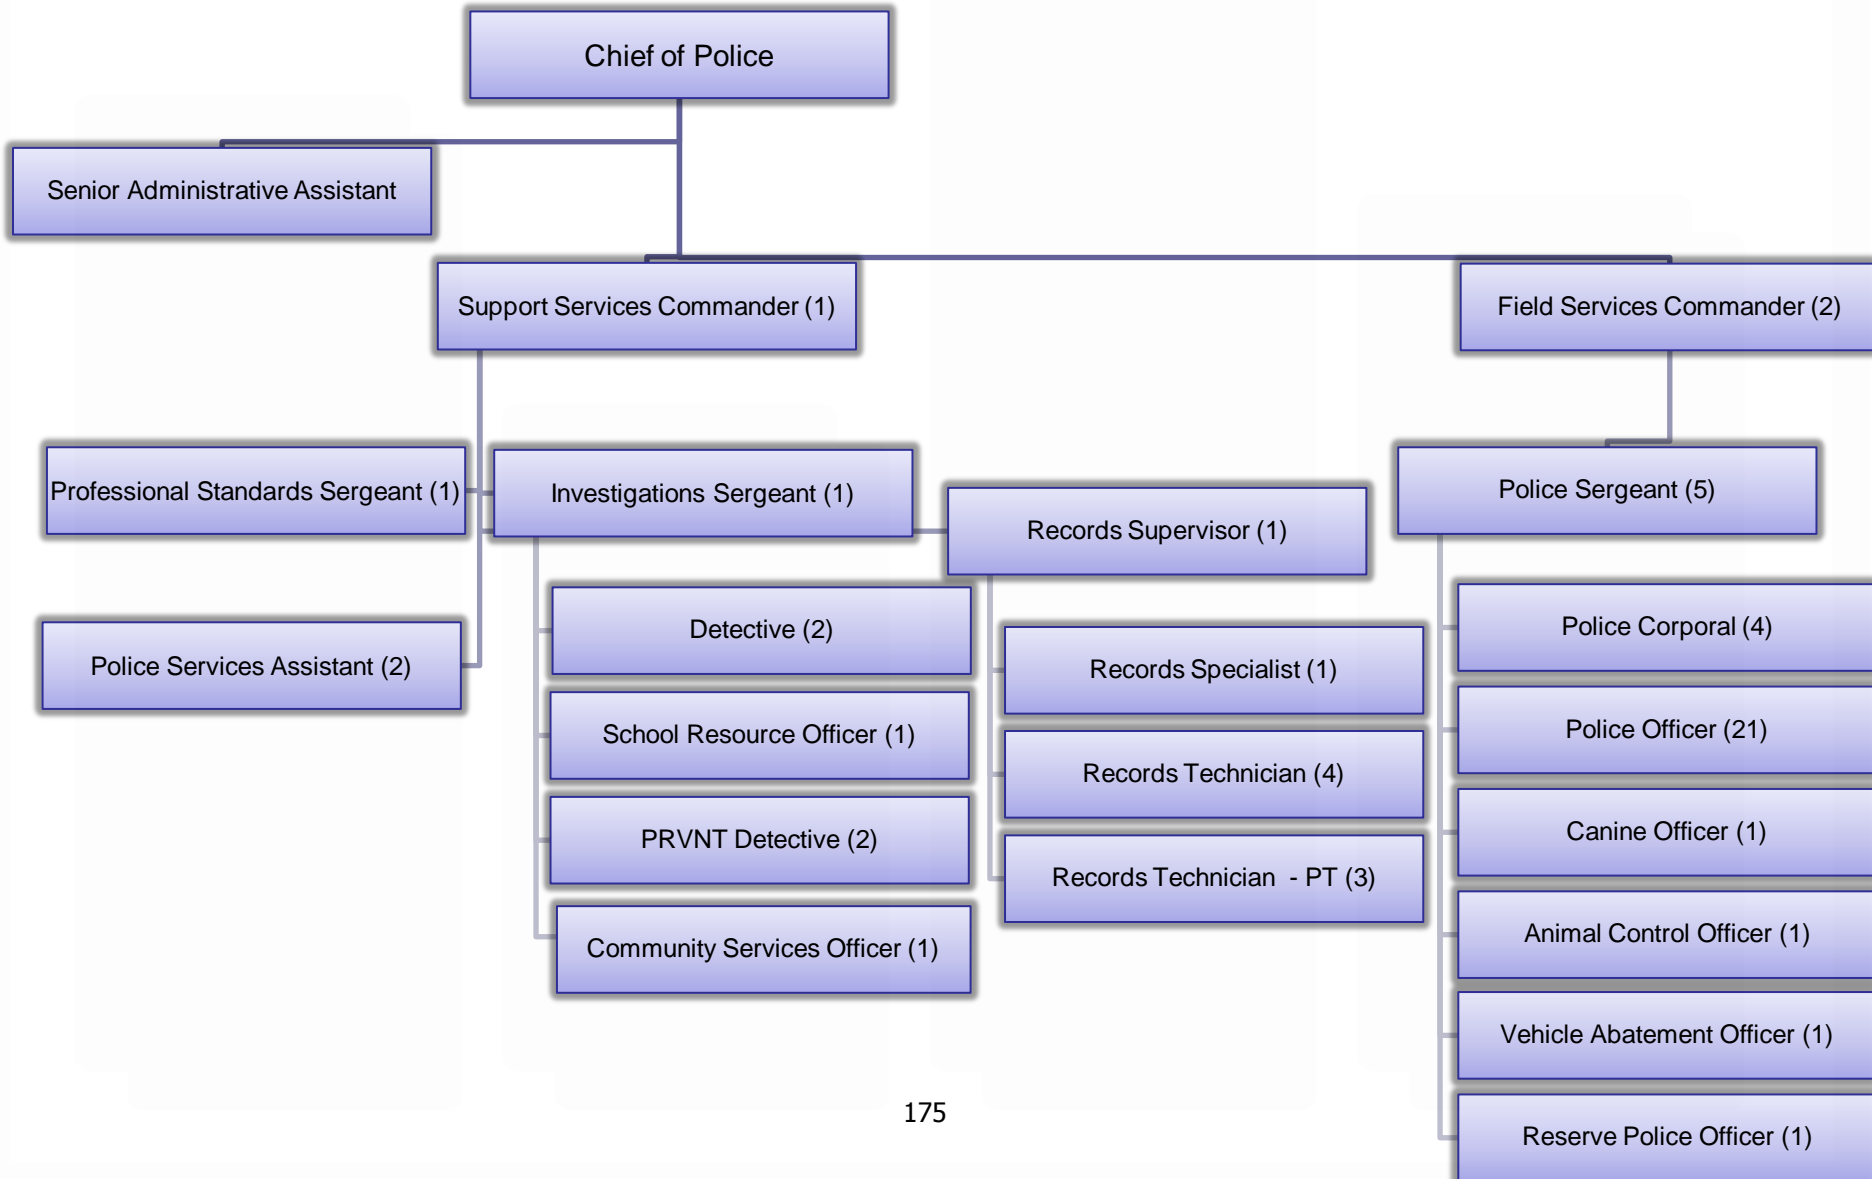 Chief of Police
Senior Administrative Assistant
Support Services Commander (1)
Field Services Commander (2)
Professional Standards Sergeant (1)
Investigations Sergeant (1)
Records Supervisor (1)
Police Sergeant (5)
Police Services Assistant (2)
Detective (2)
School Resource Officer (1)
PRVNT Detective (2)
Community Services Officer (1)
Records Specialist (1)
Records Technician (4)
Records Technician  - PT (3)
Police Corporal (4)
Police Officer (21)
Canine Officer (1)
Animal Control Officer (1)
Vehicle Abatement Officer (1)
Reserve Police Officer (1)
175